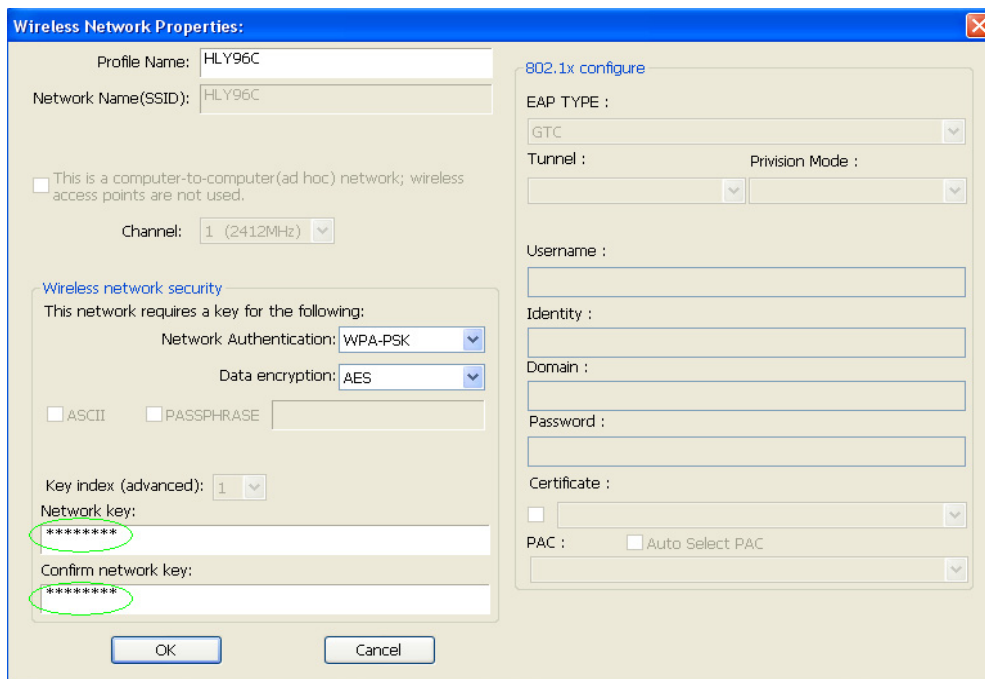 Wireless Network Properties:
Profile Name: HLY96C
Network Name(SSID): HLY96C
This is a computer-to-computer(ad hoc) network; wireless
access points are not used.
Channel: 1 (2412MHz)
Wireless network security
This network requires a key for the following:
Network Authentication: WPA-PSK
Data encryption: AES
ASCII PASSPHRASE
Key index (advanced): 1
Network key:
********
Confirm network key:
********
OK Cancel
802.1x configure
EAP TYPE :
GTC
Tunnel : Privision Mode :
Username :
Identity :
Domain :
Password :
Certificate :
PAC : Auto Select PAC